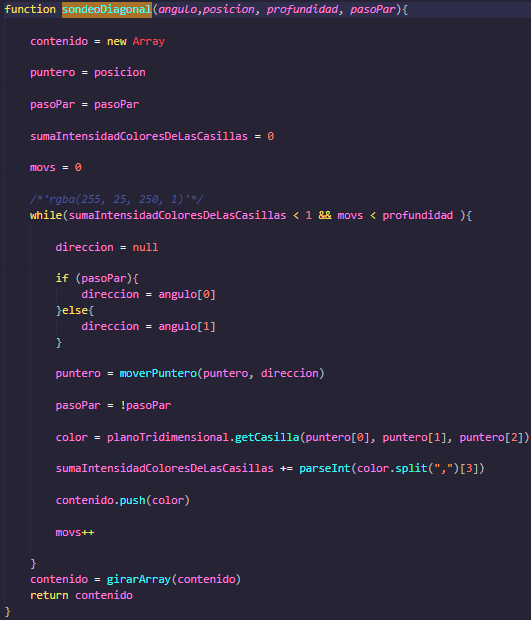 function sondeoDiagonal(angulo,posicion, profundidad, pasoPar){
contenido = new Array
puntero = posicion
pasoPar = pasoPar
sumaIntensidadColoresDeLasCasillas = 0
movs = 0
/*'rgba(255, 25, 250, 1)'*/
while(sumaIntensidadColoresDeLasCasillas < 1 && movs < profundidad ){
direccion = null
if (pasoPar){
direccion = angulo[0]
}else{
direccion = angulo[1]
}
puntero = moverPuntero(puntero, direccion)
pasoPar = !pasoPar
color = planoTridimensional.getCasilla(puntero[0], puntero[1], puntero[2])
sumaIntensidadColoresDeLasCasillas += parseInt(color.split(",")[3])
contenido.push(color)
movs++
}
contenido = girarArray(contenido)
return contenido
}